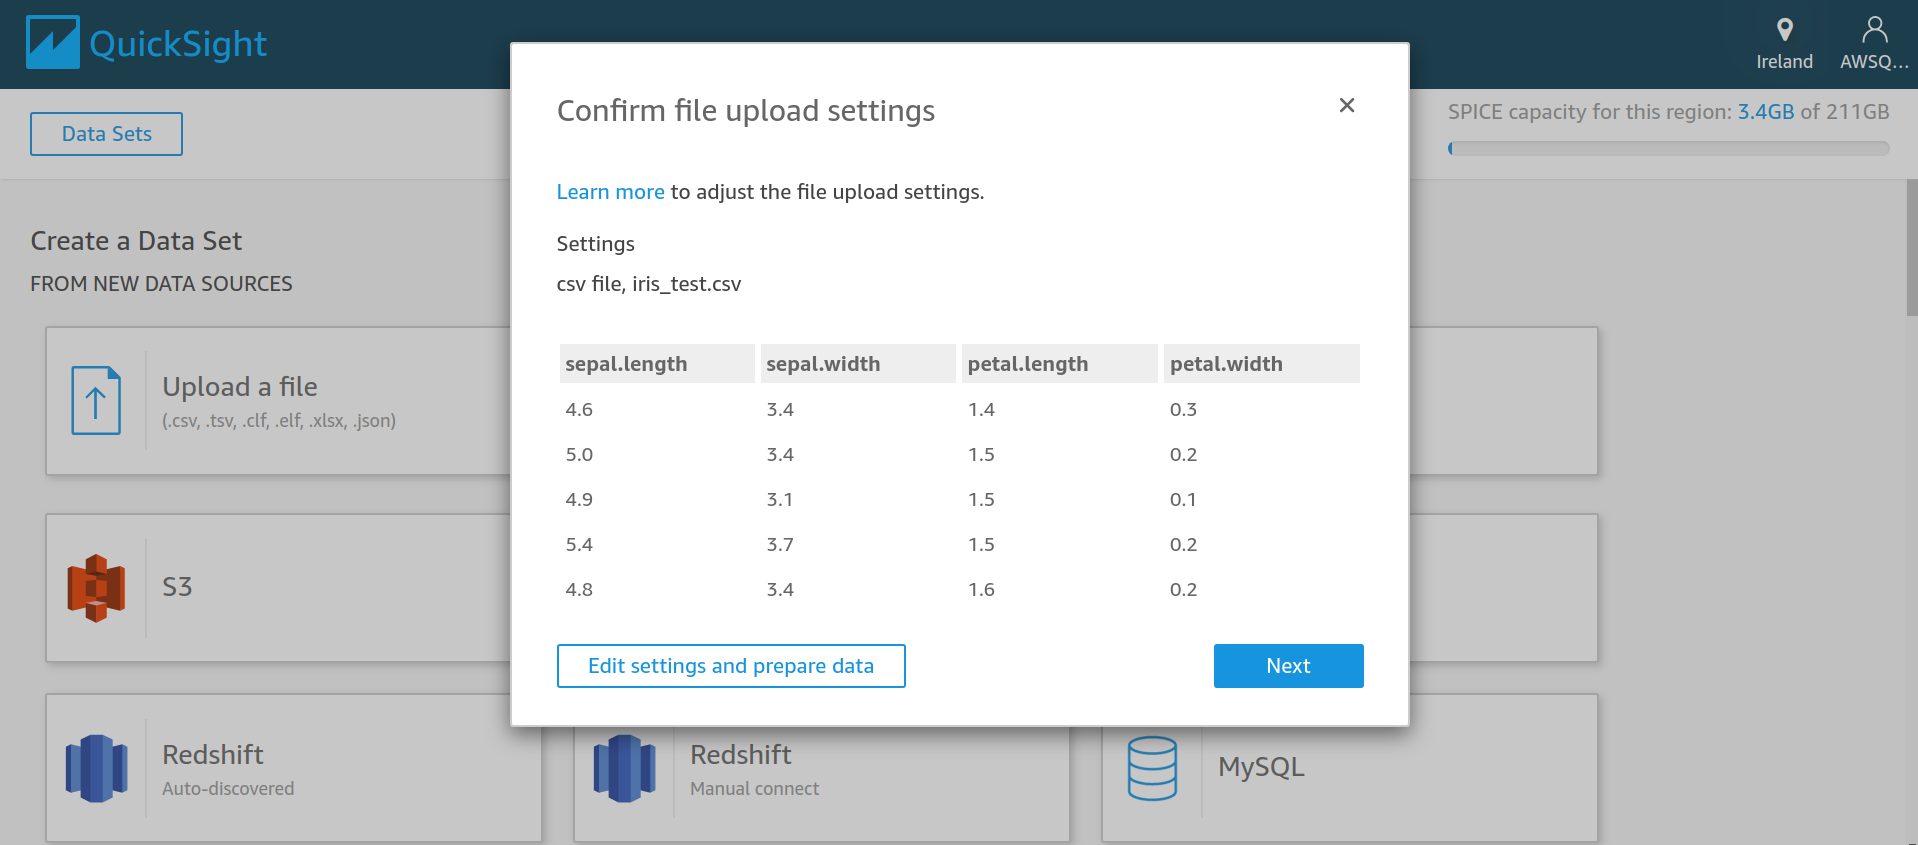 QuickSight
Ireland
AWSQ...
Data Sets
SPICE capacity for this region: 3.4GB of 211GB
Create a Data Set
FROM NEW DATA SOURCES
Upload a file
(.csv, .tsv, .clf, .elf, .xlsx, .json)
S3
Redshift
Auto-discovered
Redshift
Manual connect
MySQL
Confirm file upload settings
Learn more to adjust the file upload settings.
Settings
csv file, iris_test.csv
sepal.length sepal.width petal.length petal.width
4.6 3.4 1.4 0.3
5.0 3.4 1.5 0.2
4.9 3.1 1.5 0.1
5.4 3.7 1.5 0.2
4.8 3.4 1.6 0.2
Edit settings and prepare data
Next